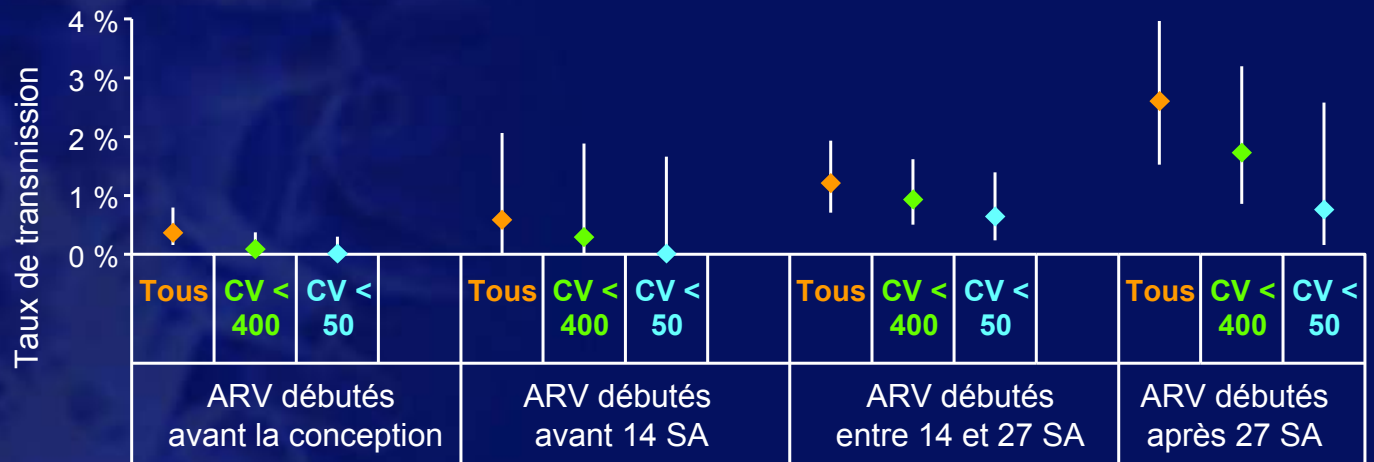 Taux de transmission
4 %
3 %
2 %
1 %
0 %
Tous
CV <
400
CV <
50
Tous
CV <
400
CV <
50
Tous
CV <
400
CV <
50
Tous
CV <
400
CV <
50
ARV débutés
avant la conception
ARV débutés
avant 14 SA
ARV débutés
entre 14 et 27 SA
ARV débutés
après 27 SA